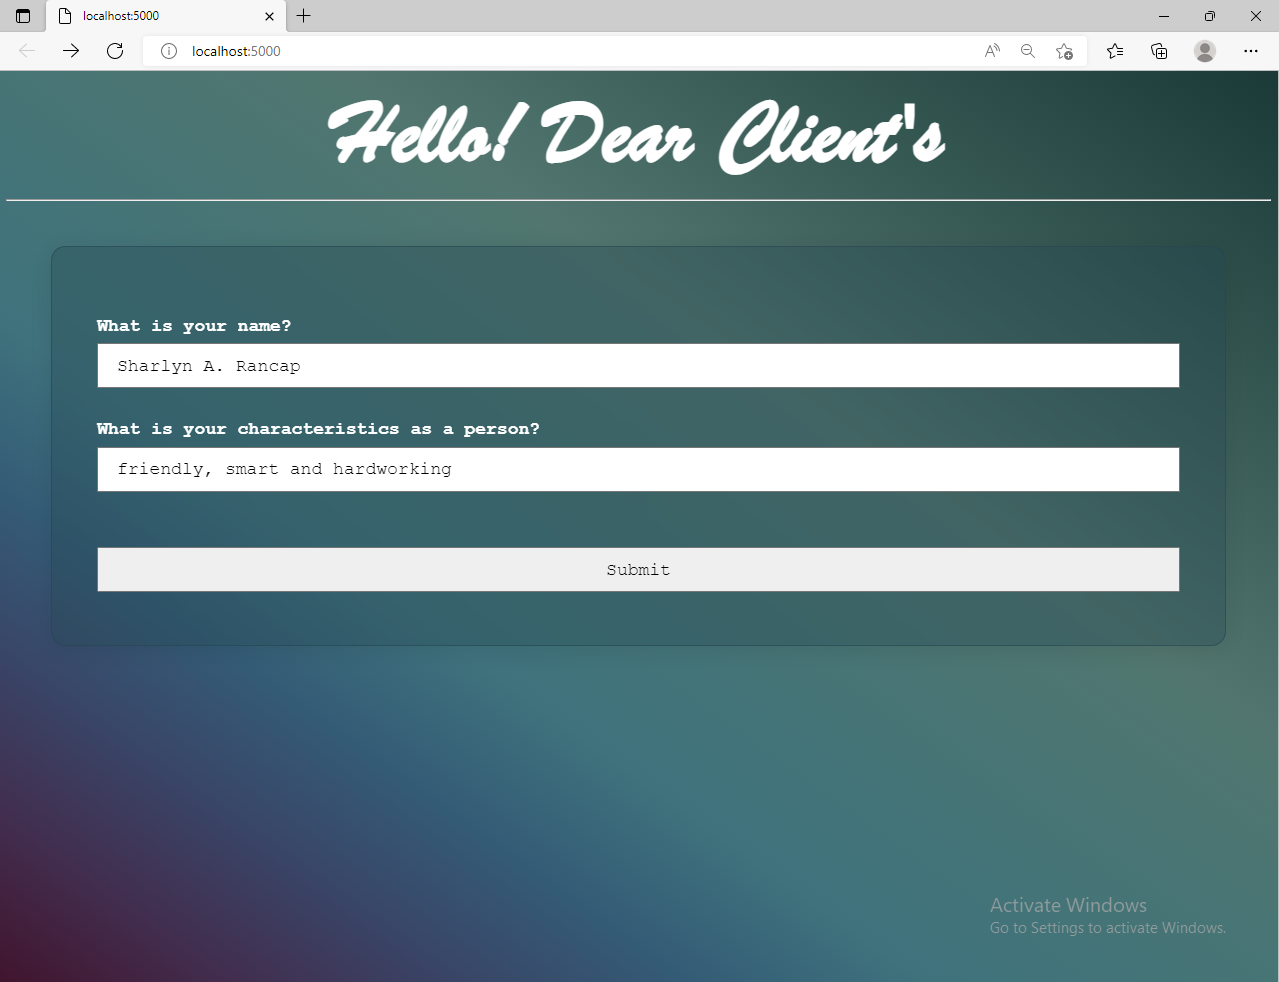 localhost:5000
localhost:5000
Hello! Dear Client's
What is your name?
Sharlyn A. Rancap
What is your characteristics as a person?
friendly, smart and hardworking
Submit
Activate Windows
Go to Settings to activate Windows.